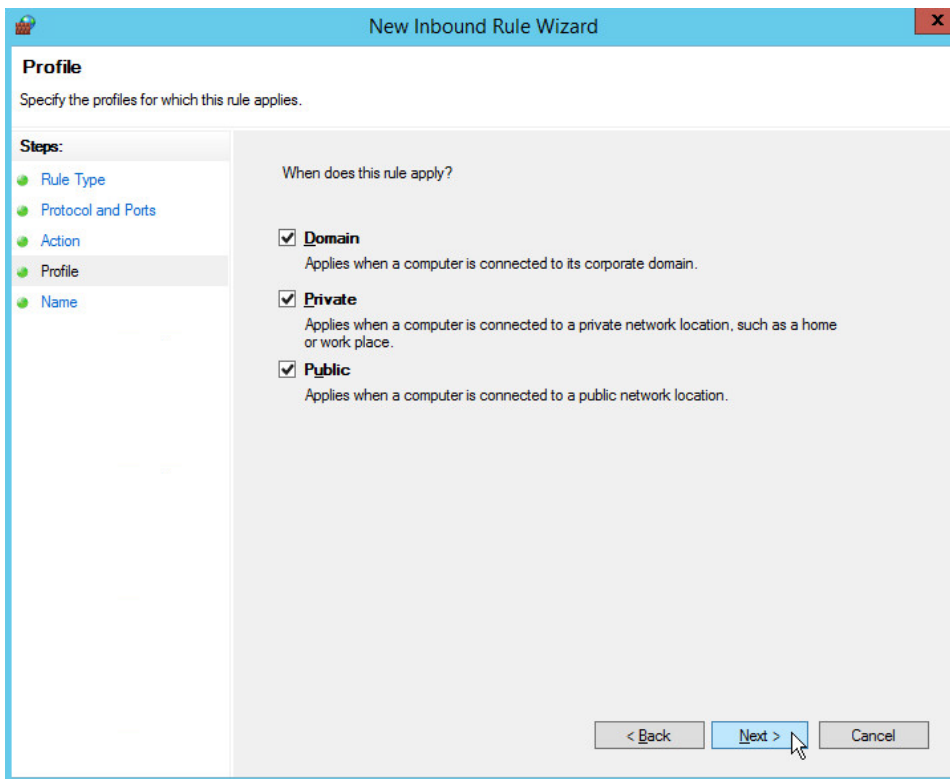 New Inbound Rule Wizard
x
Profile
Specify the profiles for which this rule applies.
Steps:
Rule Type
Protocol and Ports
Action
Profile
Name
When does this rule apply?
Domain
Applies when a computer is connected to its corporate domain.
Private
Applies when a computer is connected to a private network location, such as a home
or work place.
Public
Applies when a computer is connected to a public network location.
< Back
Next >
Cancel